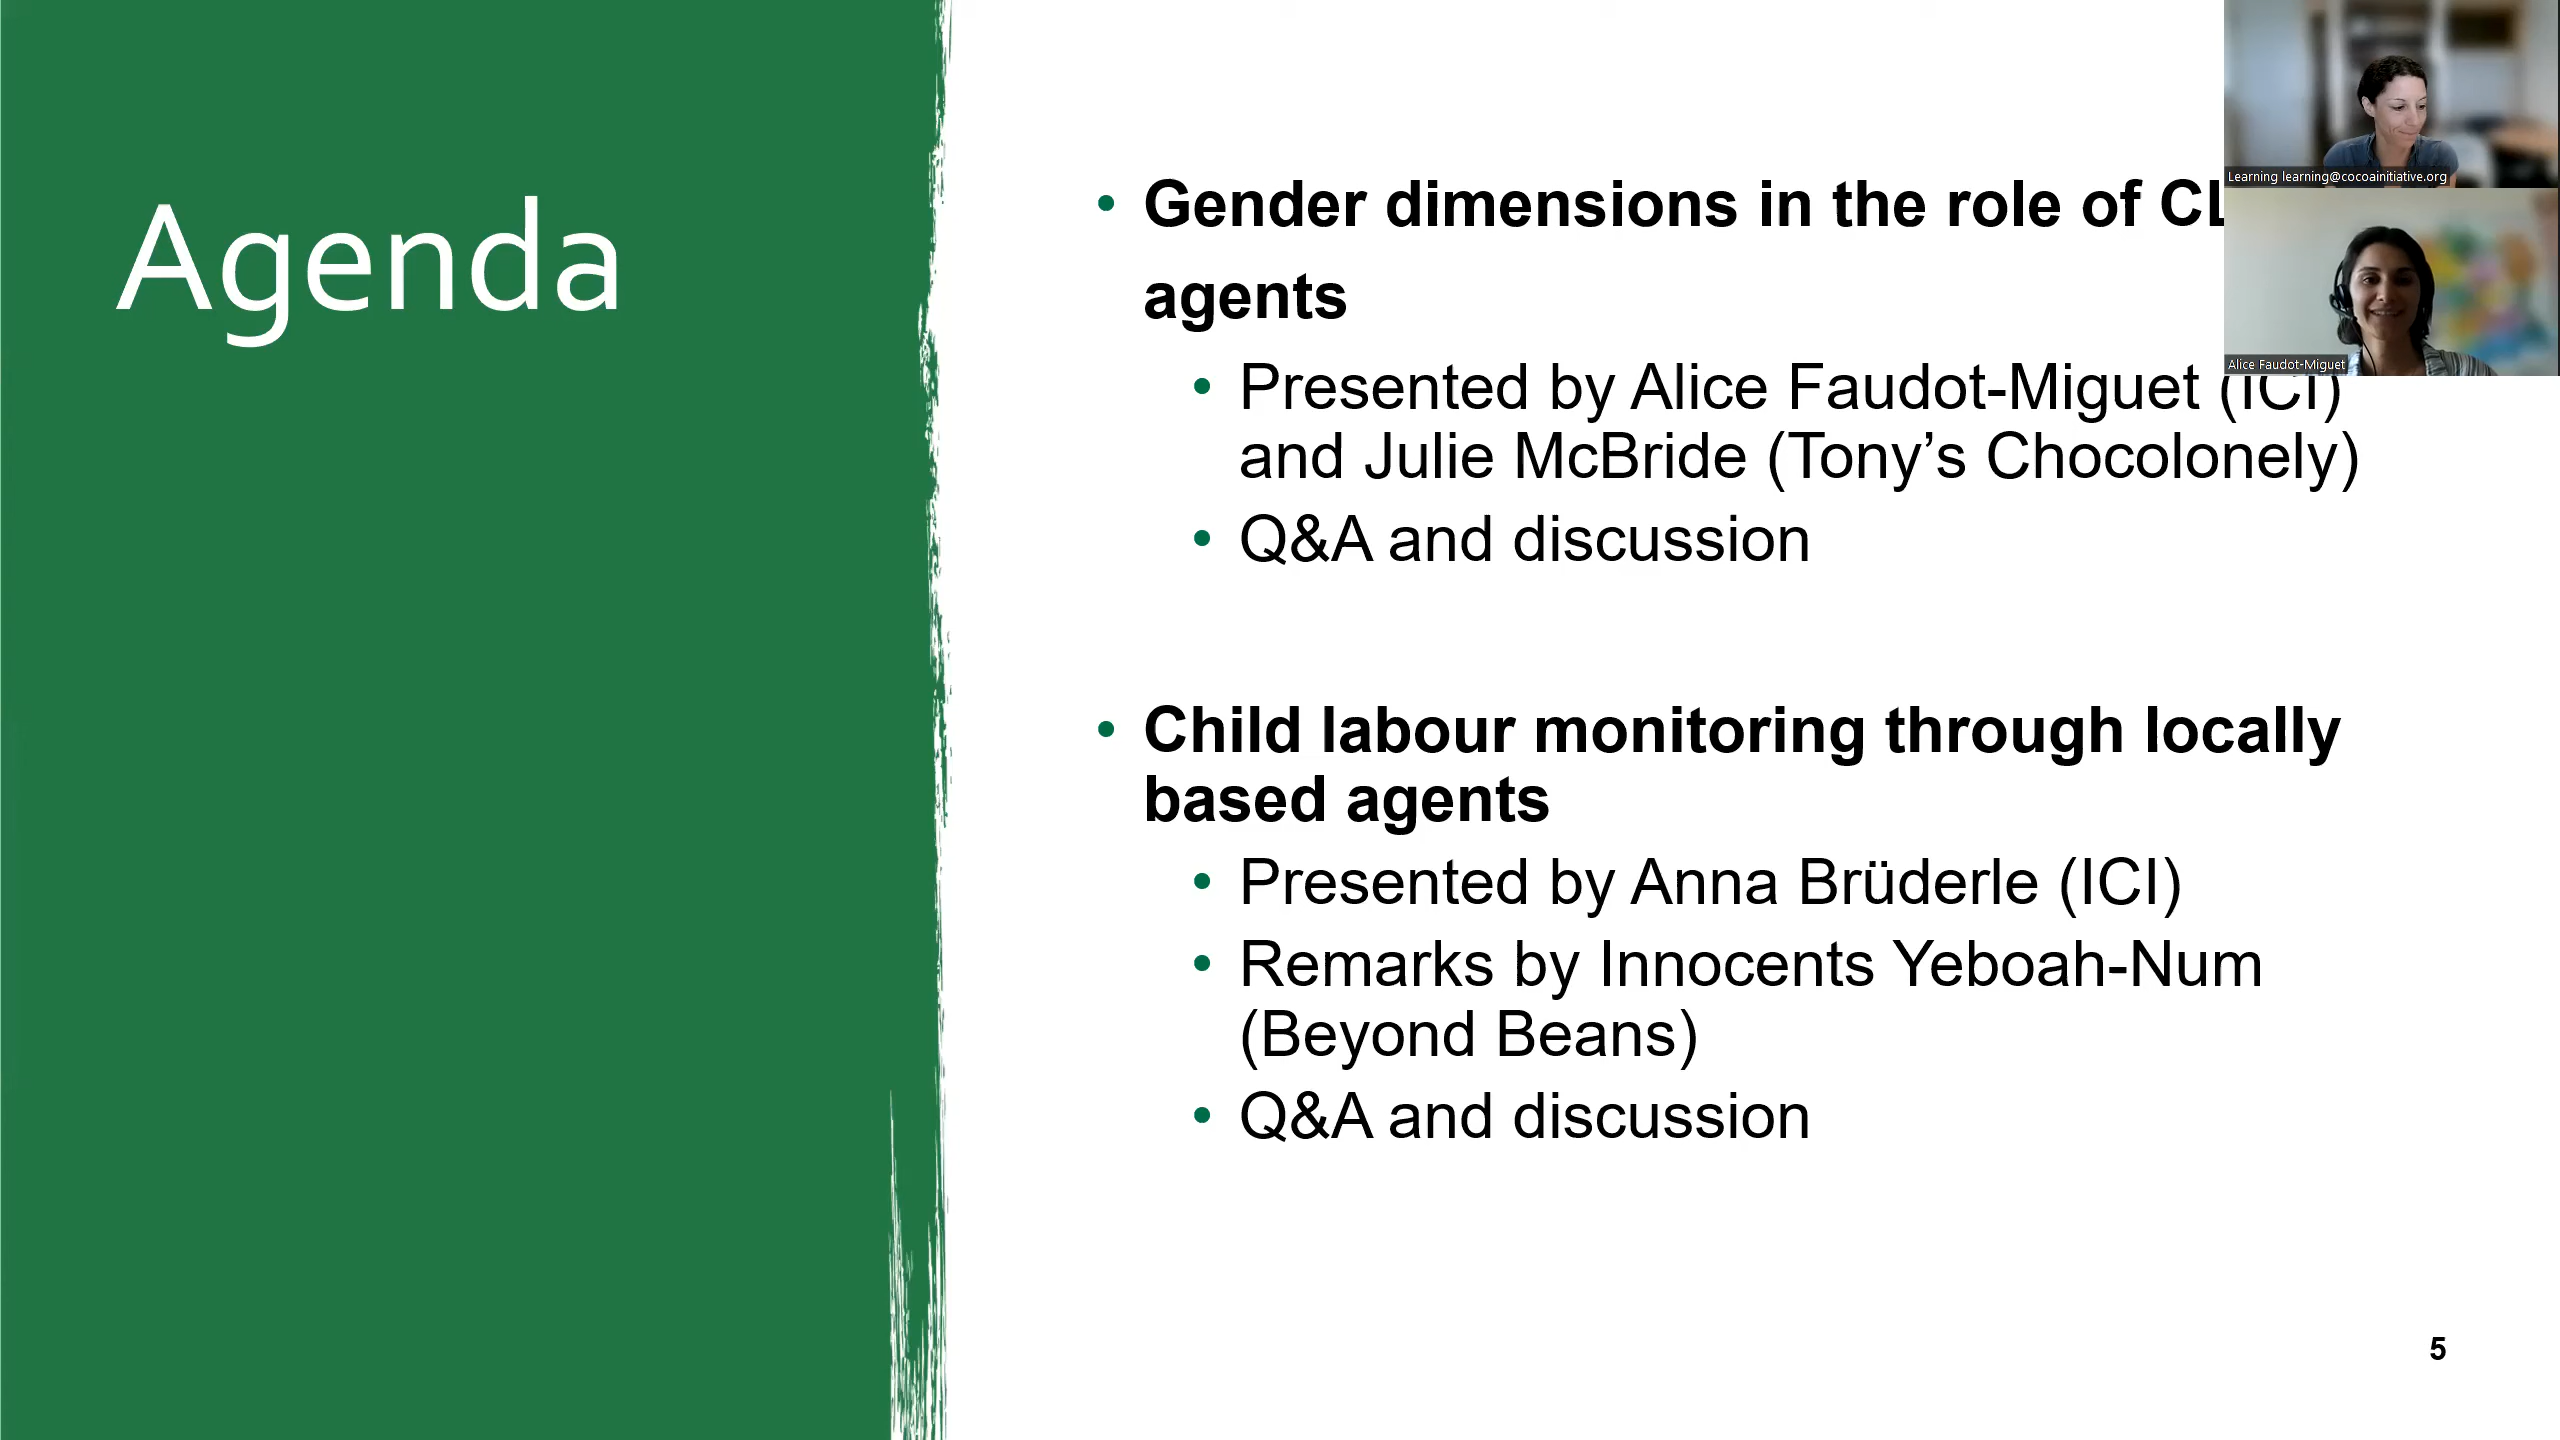 Agenda
Gender dimensions in the role of
agents
Presented by Alice Faudot-Miguet (ICI)
and Julie McBride (Tony’s Chocolonely)
Q&A and discussion
Child labour monitoring through locally
based agents
Presented by Anna Brüderle (ICI)
Remarks by Innocents Yeboah-Num
(Beyond Beans)
Q&A and discussion
5
Learning learning@cocoainitiative.org
Alice Faudot-Miguet